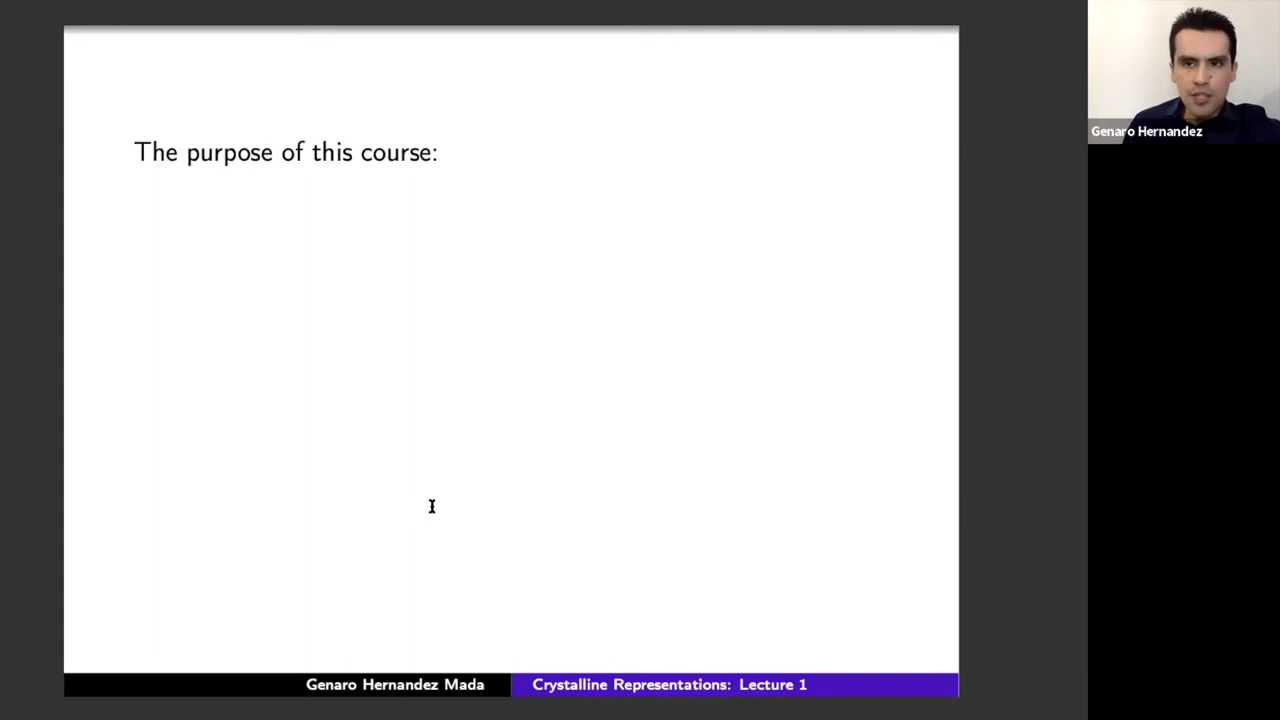 The purpose of this course:
Genaro Hernandez
Genaro Hernandez Mada
Crystalline Representations: Lecture 1